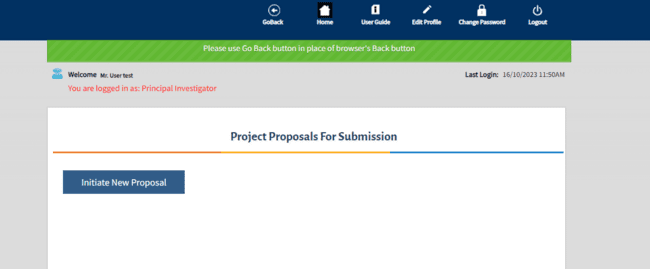 GoBack Home User Guide Edit Profile Change Password Logout
Please use Go Back button in place of browser's Back button
Welcome Mr. User test Last Login: 16/10/2023 11:50AM
You are logged in as: Principal Investigator
Project Proposals For Submission
Initiate New Proposal